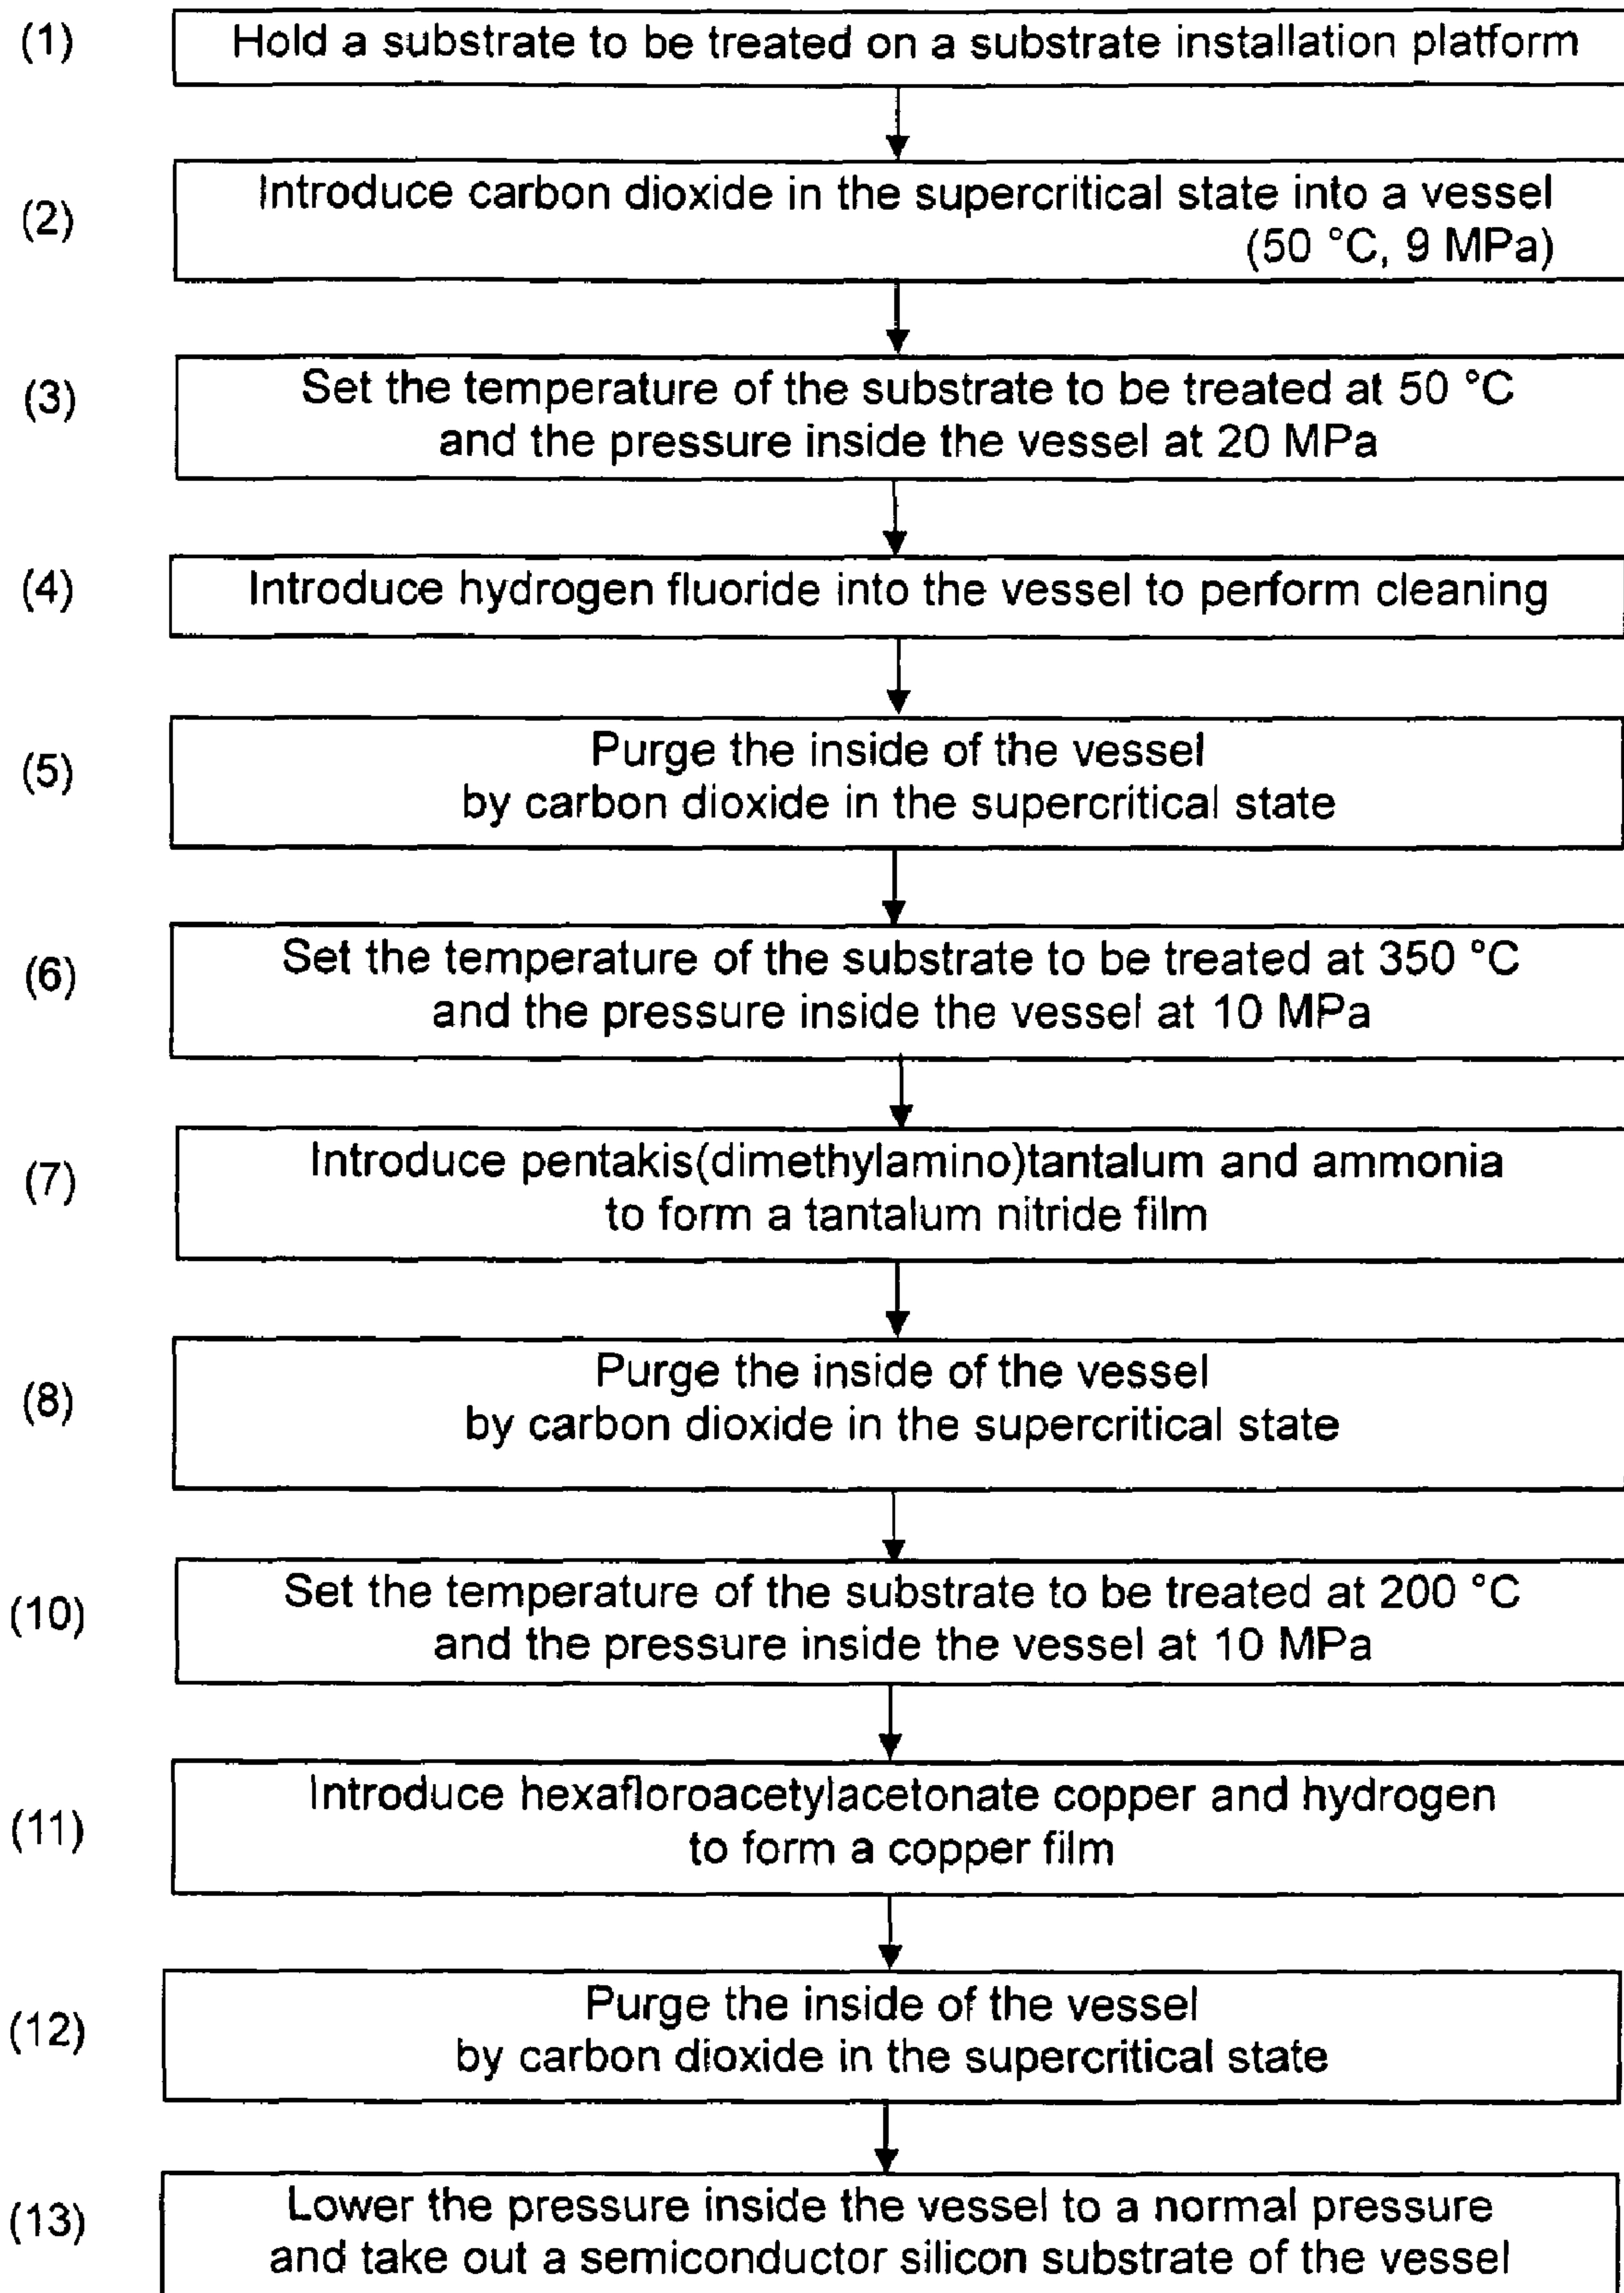 (1) Hold a substrate to be treated on a substrate installation platform
(2) Introduce carbon dioxide in the supercritical state into a vessel
(50 °C, 9 MPa)
(3) Set the temperature of the substrate to be treated at 50 °C
and the pressure inside the vessel at 20 MPa
(4) Introduce hydrogen fluoride into the vessel to perform cleaning
(5) Purge the inside of the vessel
by carbon dioxide in the supercritical state
(6) Set the temperature of the substrate to be treated at 350 °C
and the pressure inside the vessel at 10 MPa
(7) Introduce pentakis(dimethylamino)tantalum and ammonia
to form a tantalum nitride film
(8) Purge the inside of the vessel
by carbon dioxide in the supercritical state
(10) Set the temperature of the substrate to be treated at 200 °C
and the pressure inside the vessel at 10 MPa
(11) Introduce hexafloroacetylacetonate copper and hydrogen
to form a copper film
(12) Purge the inside of the vessel
by carbon dioxide in the supercritical state
(13) Lower the pressure inside the vessel to a normal pressure
and take out a semiconductor silicon substrate of the vessel